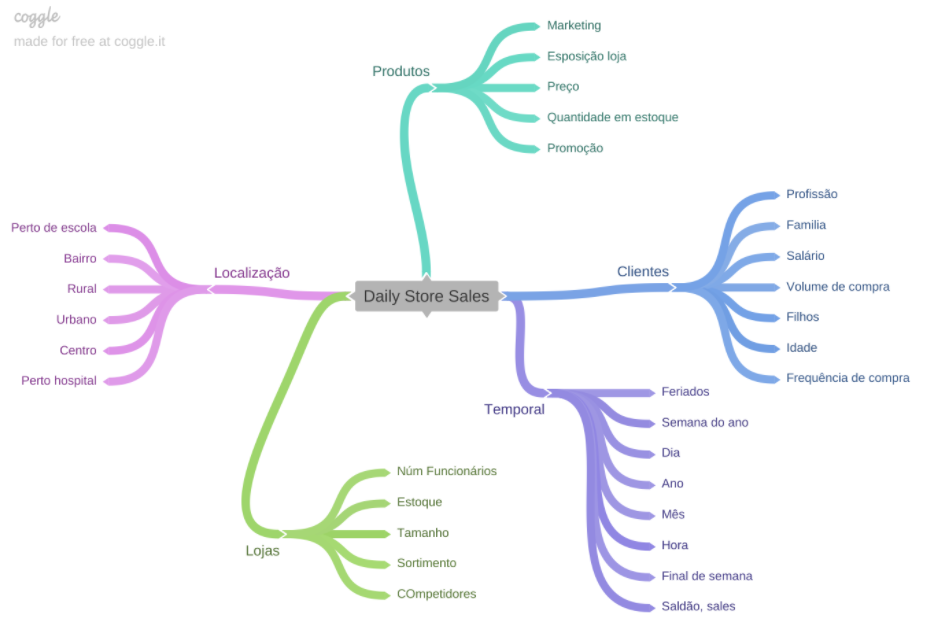 coggle
made for free at coggle.it
Produtos
Marketing
Esposição loja
Preço
Quantidade em estoque
Promoção
Localização
Perto de escola
Bairro
Rural
Urbano
Centro
Perto hospital
Daily Store Sales
Clientes
Profissão
Familia
Salário
Volume de compra
Filhos
Idade
Frequência de compra
Temporal
Feriados
Semana do ano
Dia
Ano
Mês
Hora
Final de semana
Saldão, sales
Lojas
Núm Funcionários
Estoque
Tamanho
Sortimento
COmpetidores